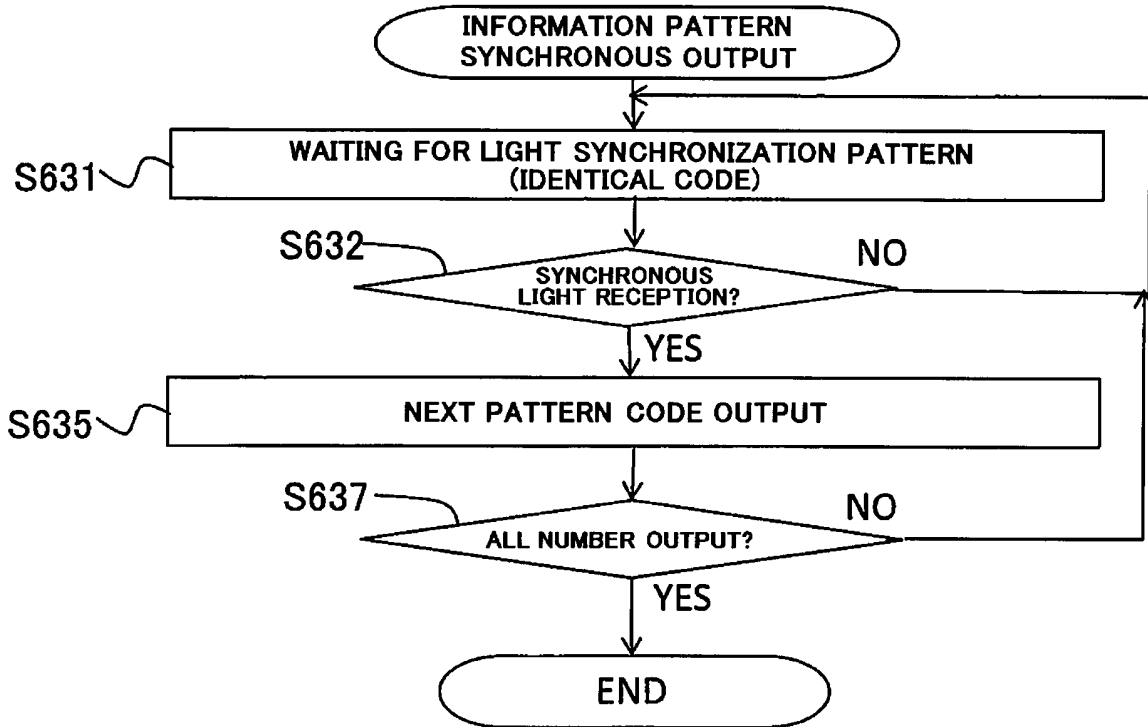 INFORMATION PATTERN
SYNCHRONOUS OUTPUT
WAITING FOR LIGHT SYNCHRONIZATION PATTERN
(IDENTICAL CODE)
S631
S632
NO
SYNCHRONOUS
LIGHT RECEPTION?
YES
NEXT PATTERN CODE OUTPUT
S635
S637
NO
ALL NUMBER OUTPUT?
YES
END